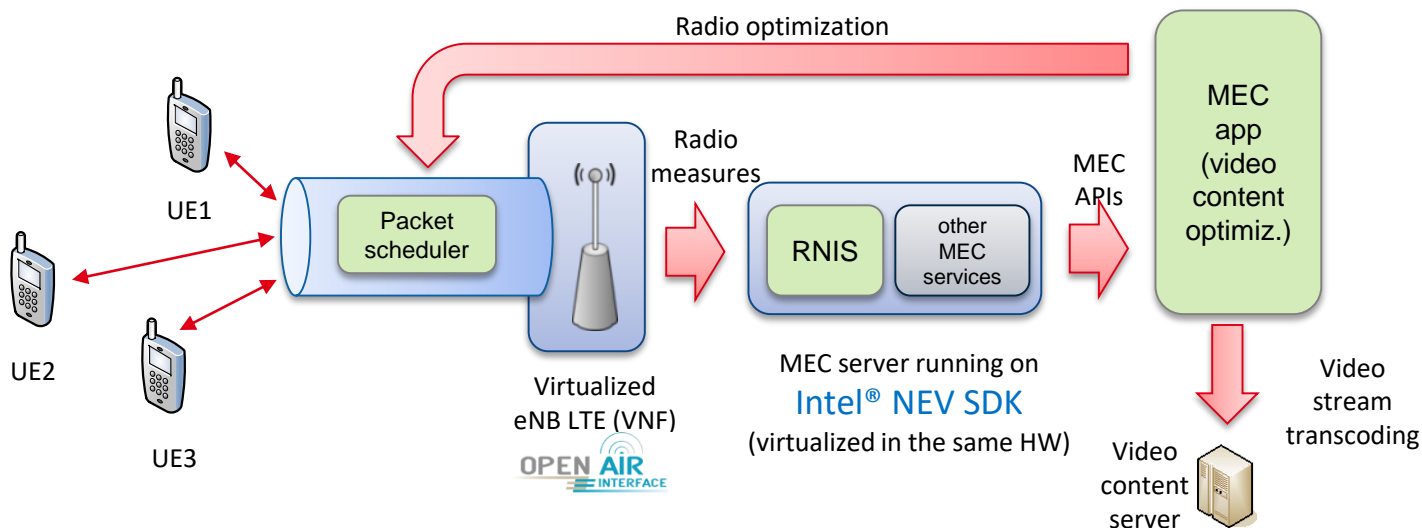 Radio optimization
UE1
UE2
UE3
Packet
scheduler
Virtualized
eNB LTE (VNF)
OPEN AIR
INTERFACE
Radio
measures
RNIS
other
MEC
services
MEC server running on
Intel® NEV SDK
(virtualized in the same HW)
MEC
APIs
MEC
app
(video
content
optimiz.)
Video
stream
transcoding
Video
content
server